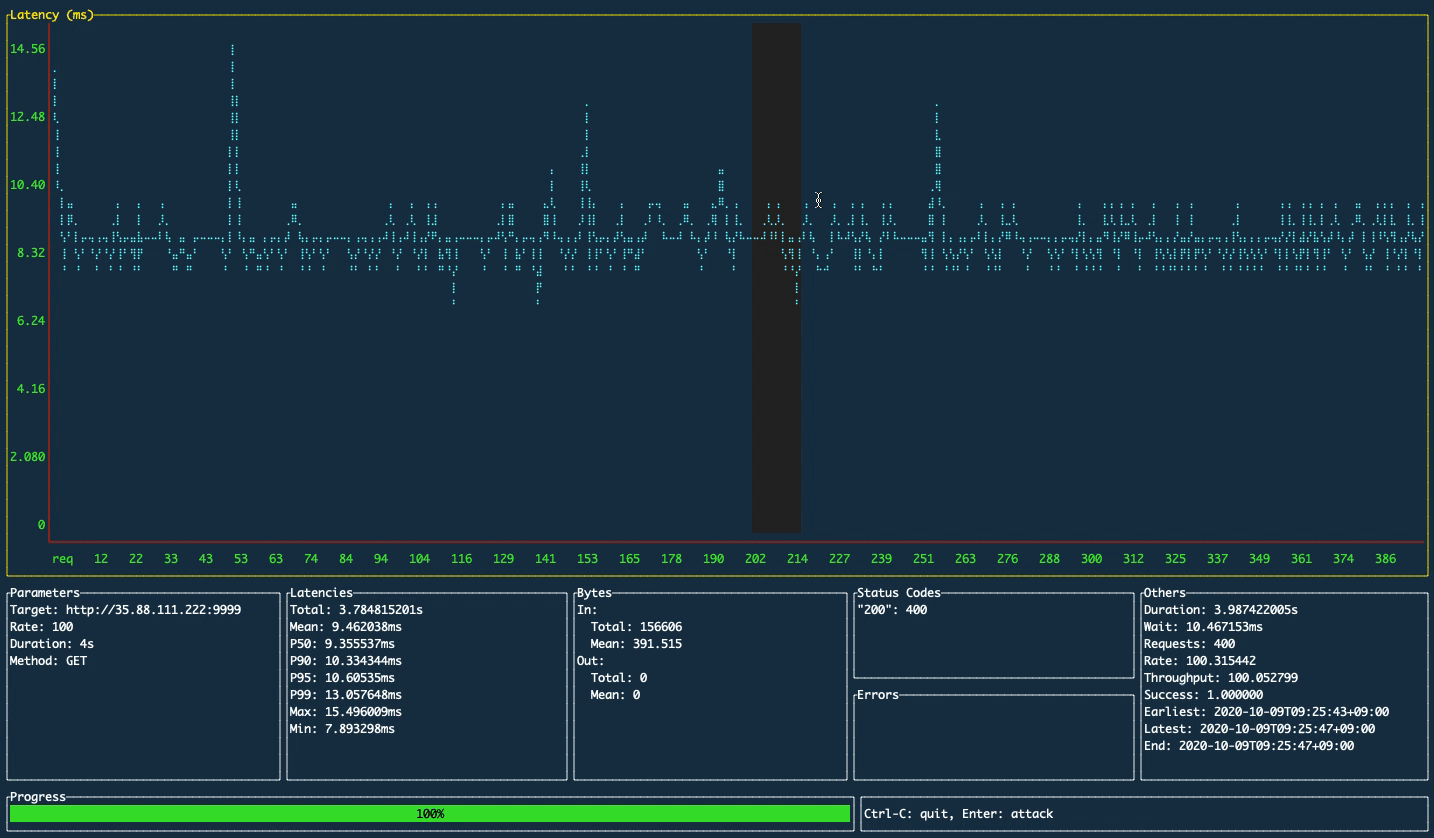 Latency (ms)
14.56
12.48
10.40
8.32
6.24
4.16
2.080
0
req 12 22 33 43 53 63 74 84 94 104 116 126 141 153 165 178 190 202 214 227 239 251 263 276 288 300 312 325 337 349 361 374 386
Parameters
Target: http://35.88.111.222:9999
Rate: 100
Duration: 4s
Method: GET
Latencies
Total: 3.784815201s
Mean: 9.462038ms
P50: 9.355537ms
P90: 10.334344ms
P95: 10.60535ms
P99: 13.057648ms
Max: 15.496009ms
Min: 7.893298ms
Bytes
In:
Total: 156606
Mean: 391.515
Out:
Total: 0
Mean: 0
Status Codes
"200": 400
Errors
Others
Duration: 3.987422005s
Wait: 10.467153ms
Requests: 400
Rate: 100.315442
Throughput: 100.052799
Success: 1.000000
Earliest: 2020-10-09T09:25:43+09:00
Latest: 2020-10-09T09:25:47+09:00
End: 2020-10-09T09:25:47+09:00
Progress
100%
Ctrl-C: quit, Enter: attack